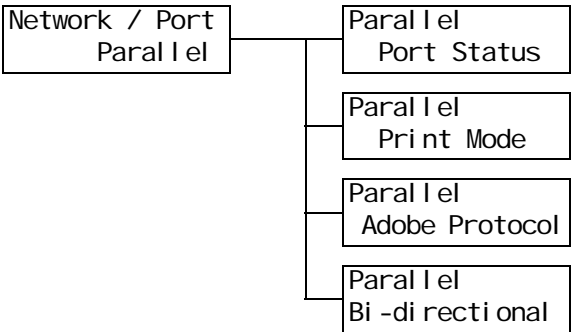 Network / Port
Parallel
Parallel
Port Status
Parallel
Print Mode
Parallel
Adobe Protocol
Parallel
Bi-directional